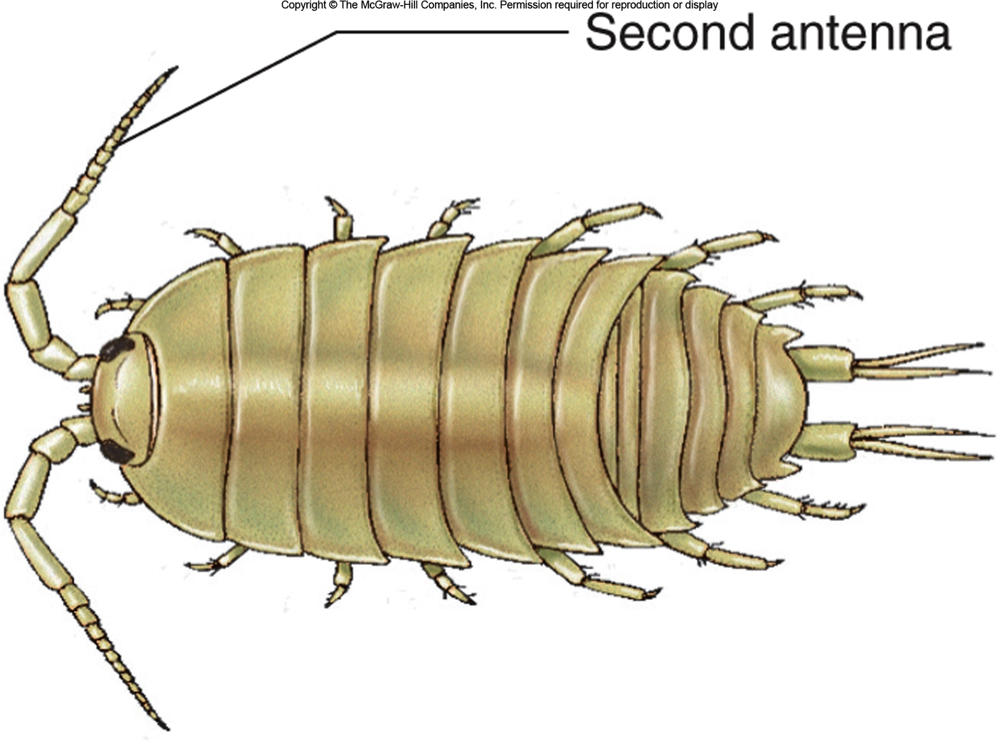 Copyright © The McGraw-Hill Companies, Inc. Permission required for reproduction or display
Second antenna